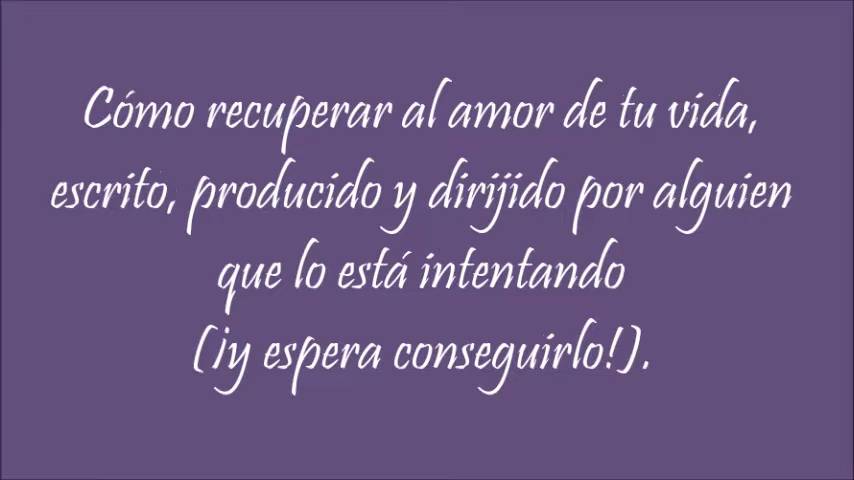 Cómo recuperar al amor de tu vida,
escrito, producido y dirijido por alguien
que lo está intentando
(¡y espera conseguirlo!).